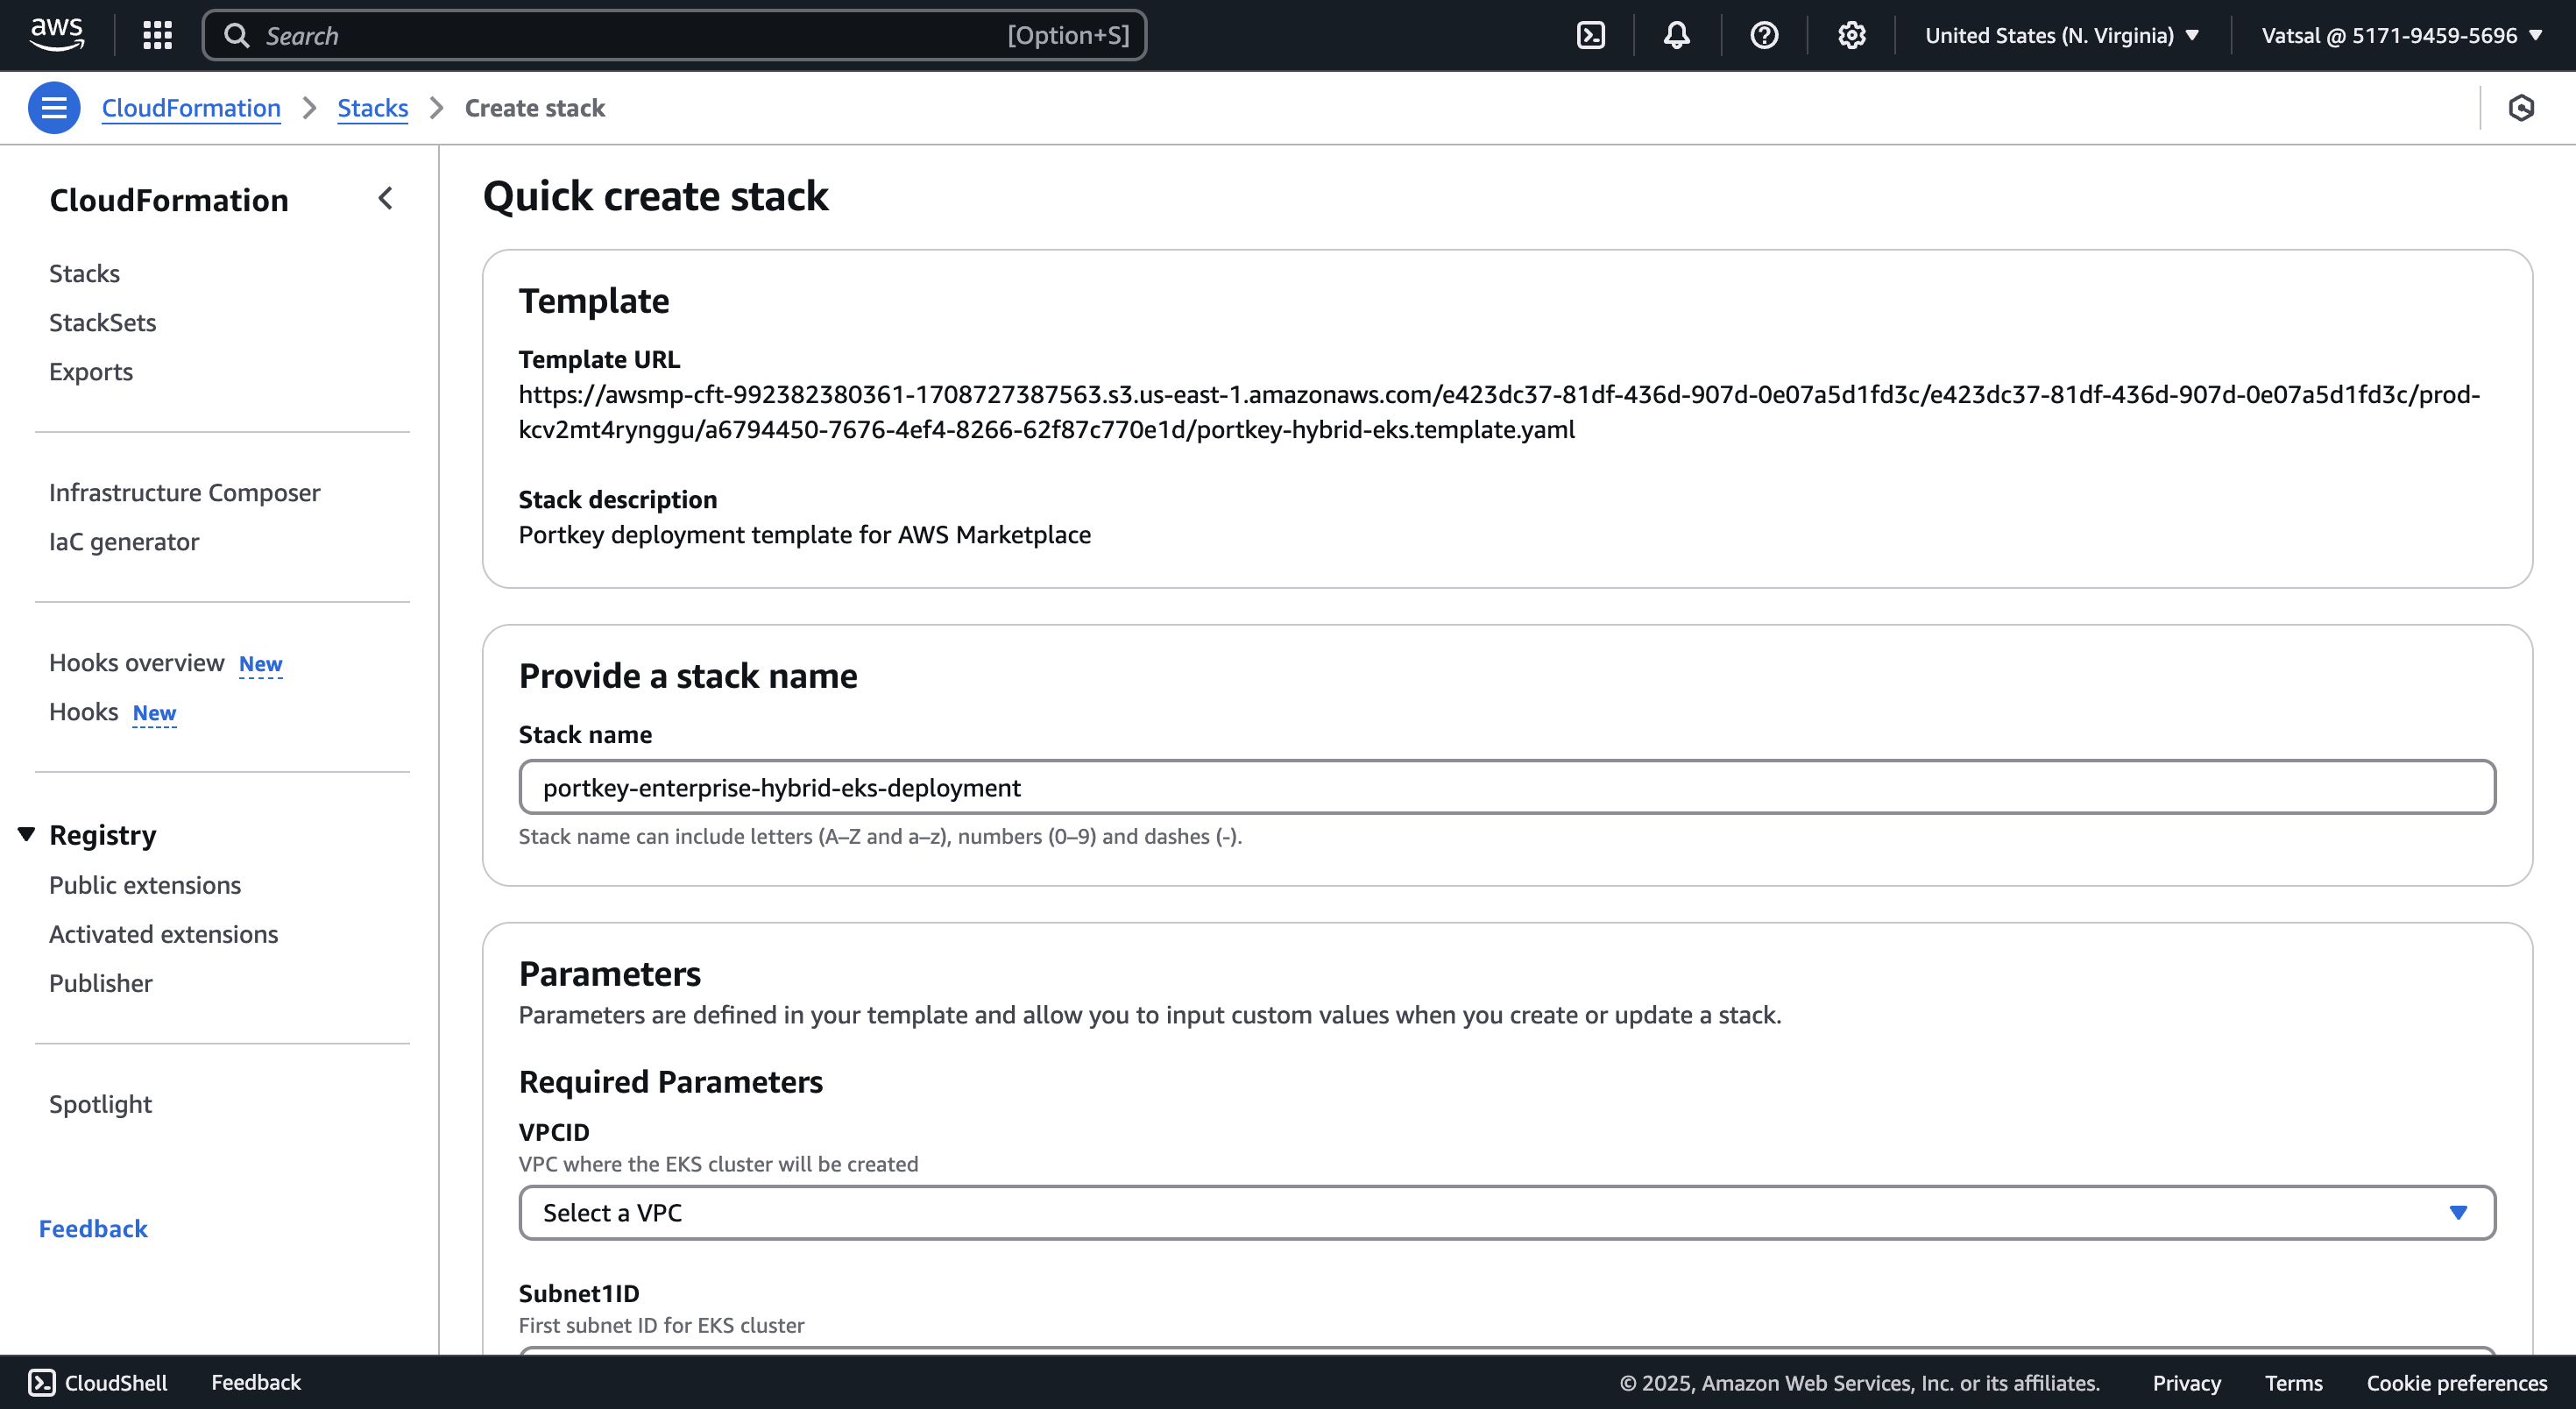 aws
Search
[Option+S]
United States (N. Virginia)
Vatsal @ 5171-9459-5696
CloudFormation
Stacks
Create stack
CloudFormation
Stacks
StackSets
Exports
Infrastructure Composer
IaC generator
Hooks overview New
Hooks New
Registry
Public extensions
Activated extensions
Publisher
Spotlight
Feedback
Quick create stack
Template
Template URL
https://awsmp-cft-992382380361-1708727387563.s3.us-east-1.amazonaws.com/e423dc37-81df-436d-907d-0e07a5d1fd3c/e423dc37-81df-436d-907d-0e07a5d1fd3c/prod-
kcv2mt4rynggu/a6794450-7676-4ef4-8266-62f87c770e1d/portkey-hybrid-eks.template.yaml
Stack description
Portkey deployment template for AWS Marketplace
Provide a stack name
Stack name
portkey-enterprise-hybrid-eks-deployment
Stack name can include letters (A–Z and a–z), numbers (0–9) and dashes (-).
Parameters
Parameters are defined in your template and allow you to input custom values when you create or update a stack.
Required Parameters
VPCID
VPC where the EKS cluster will be created
Select a VPC
Subnet1ID
First subnet ID for EKS cluster
CloudShell
Feedback
© 2025, Amazon Web Services, Inc. or its affiliates.
Privacy
Terms
Cookie preferences